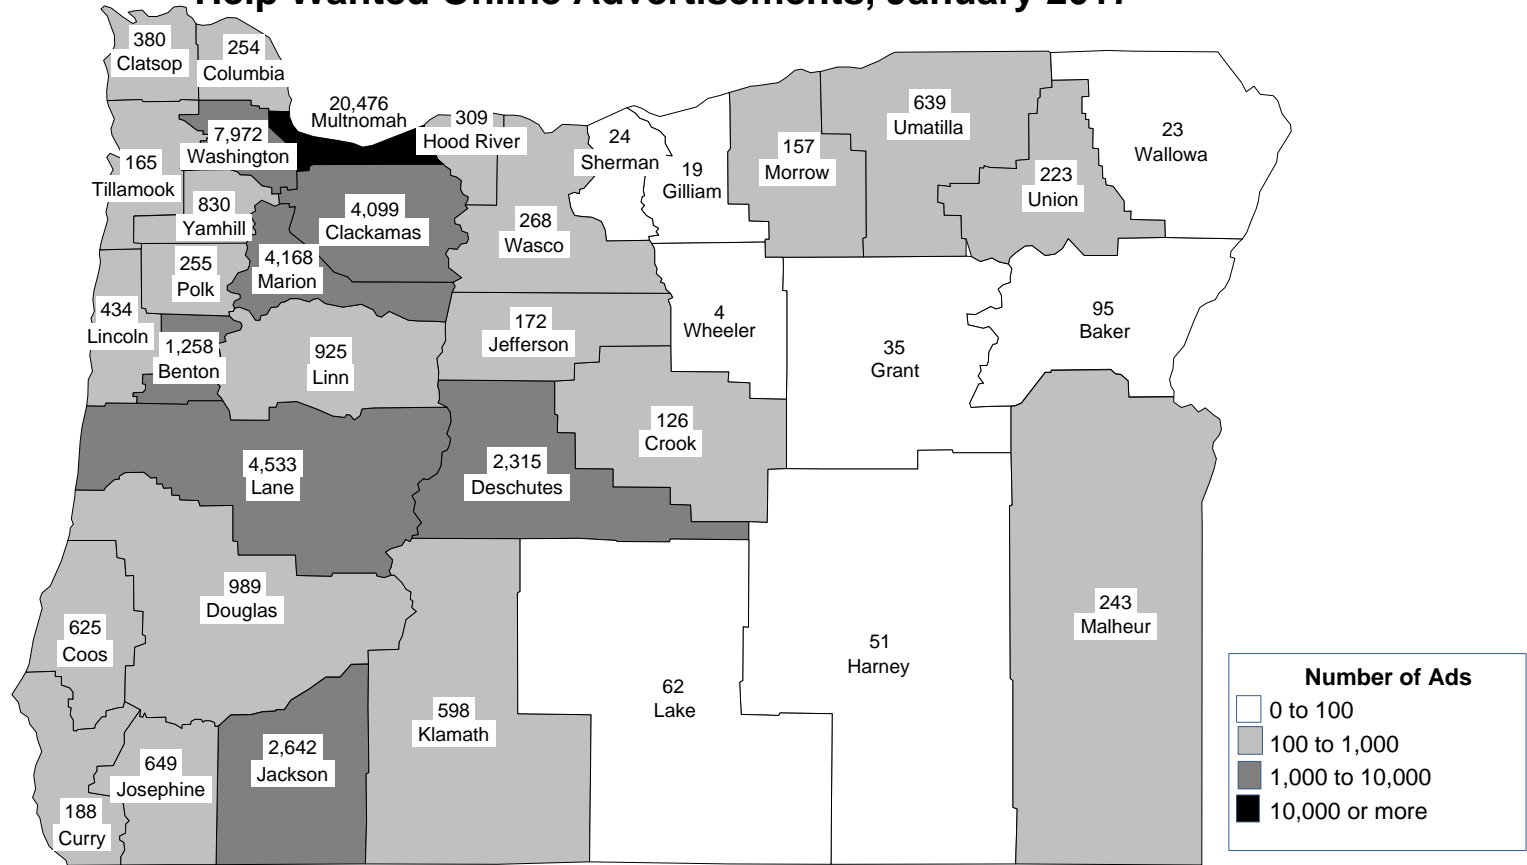 Help Wanted Online Advertisements, January 2017
380
Clatsop
254
Columbia
20,476
Multnomah
309
Hood River
7,972
Washington
165
Tillamook
830
Yamhill
4,099
Clackamas
268
Wasco
24
Sherman
19
Gilliam
157
Morrow
639
Umatilla
223
Union
23
Wallowa
255
Polk
4,168
Marion
434
Lincoln
1,258
Benton
925
Linn
172
Jefferson
4
Wheeler
35
Grant
95
Baker
126
Crook
4,533
Lane
2,315
Deschutes
989
Douglas
625
Coos
243
Malheur
51
Harney
62
Lake
598
Klamath
2,642
Jackson
649
Josephine
188
Curry
Number of Ads
0 to 100
100 to 1,000
1,000 to 10,000
10,000 or more